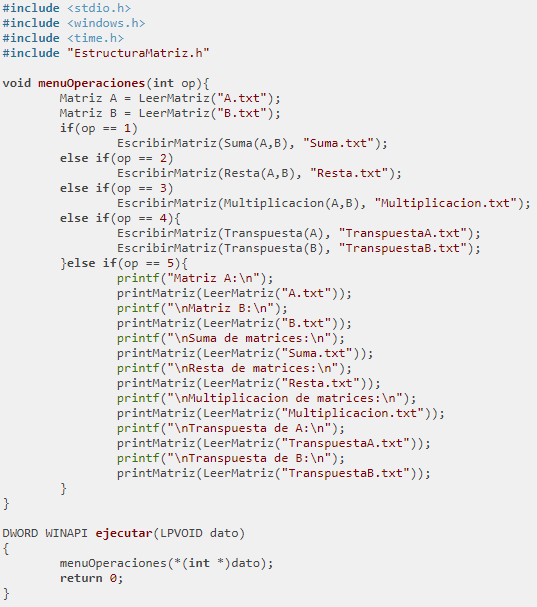 #include <stdio.h>
#include <windows.h>
#include <time.h>
#include "EstructuraMatriz.h"

void menuOperaciones(int op){
        Matriz A = LeerMatriz("A.txt");
        Matriz B = LeerMatriz("B.txt");
        if(op == 1)
                EscribirMatriz(Suma(A,B), "Suma.txt");
        else if(op == 2)
                EscribirMatriz(Resta(A,B), "Resta.txt");
        else if(op == 3)
                EscribirMatriz(Multiplicacion(A,B), "Multiplicacion.txt");
        else if(op == 4){
                EscribirMatriz(Transpuesta(A), "TranspuestaA.txt");
                EscribirMatriz(Transpuesta(B), "TranspuestaB.txt");
        }else if(op == 5){
                printf("Matriz A:\n");
                printMatriz(LeerMatriz("A.txt"));
                printf("\nMatriz B:\n");
                printMatriz(LeerMatriz("B.txt"));
                printf("\nSuma de matrices:\n");
                printMatriz(LeerMatriz("Suma.txt"));
                printf("\nResta de matrices:\n");
                printMatriz(LeerMatriz("Resta.txt"));
                printf("\nMultiplicacion de matrices:\n");
                printMatriz(LeerMatriz("Multiplicacion.txt"));
                printf("\nTranspuesta de A:\n");
                printMatriz(LeerMatriz("TranspuestaA.txt"));
                printf("\nTranspuesta de B:\n");
                printMatriz(LeerMatriz("TranspuestaB.txt"));
        }
}

DWORD WINAPI ejecutar(LPVOID dato)
{
        menuOperaciones(*(int *)dato);
        return 0;
}